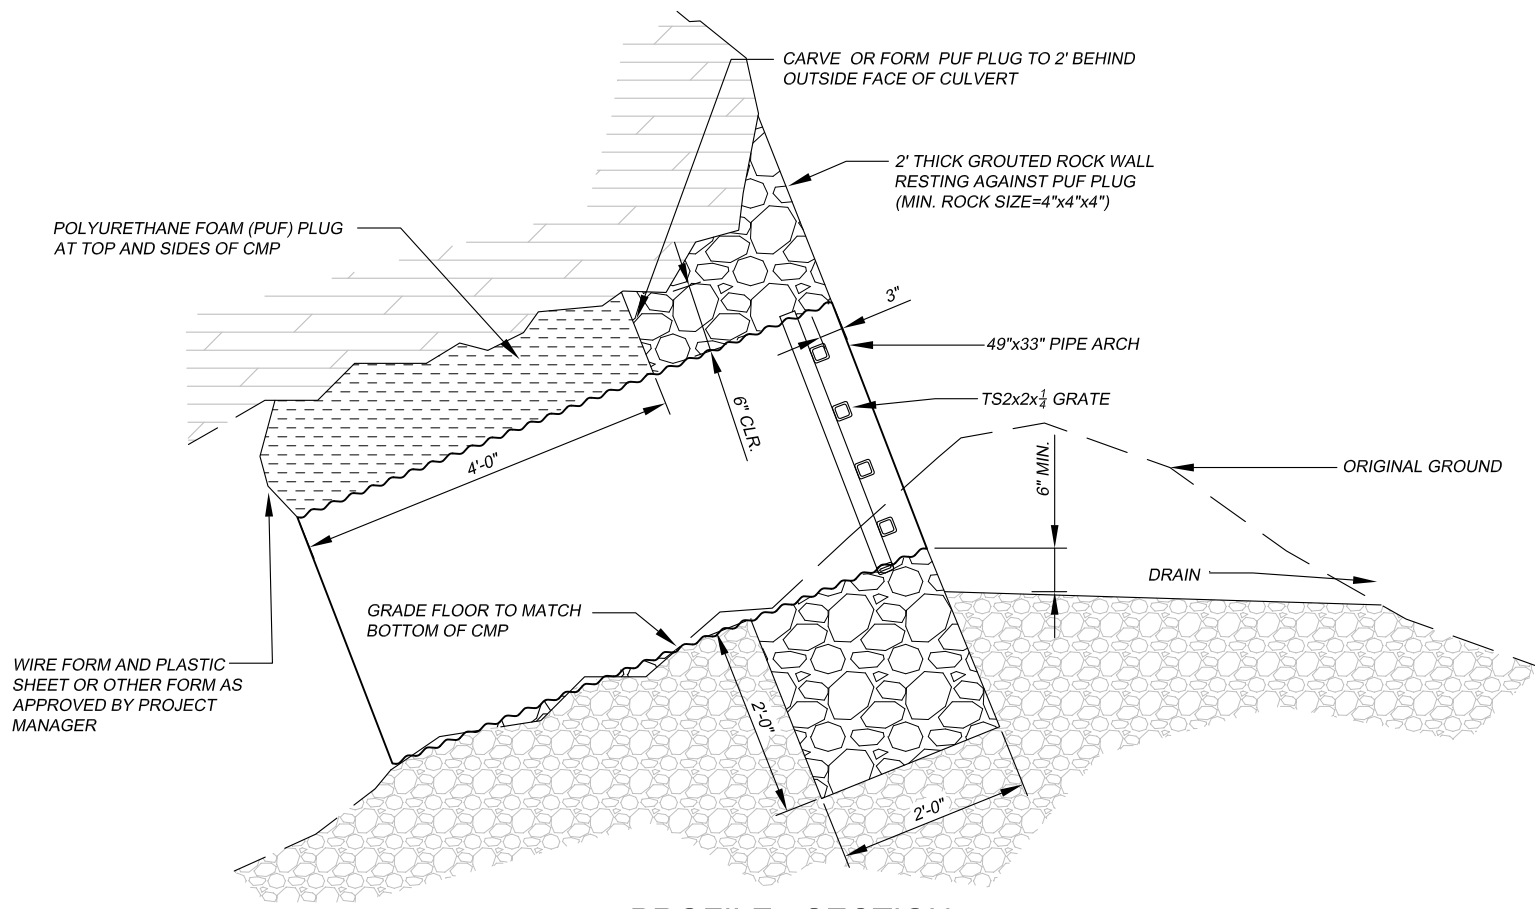 CARVE OR FORM PUF PLUG TO 2' BEHIND
OUTSIDE FACE OF CULVERT
2' THICK GROUTED ROCK WALL
RESTING AGAINST PUF PLUG
(MIN. ROCK SIZE=4"x4"x4")
POLYURETHANE FOAM (PUF) PLUG
AT TOP AND SIDES OF CMP
3"
49"x33" PIPE ARCH
TS2x2x1/4 GRATE
6" CLR.
4'-0"
6" MIN.
ORIGINAL GROUND
DRAIN
GRADE FLOOR TO MATCH
BOTTOM OF CMP
WIRE FORM AND PLASTIC
SHEET OR OTHER FORM AS
APPROVED BY PROJECT
MANAGER
2'-0"
2'-0"